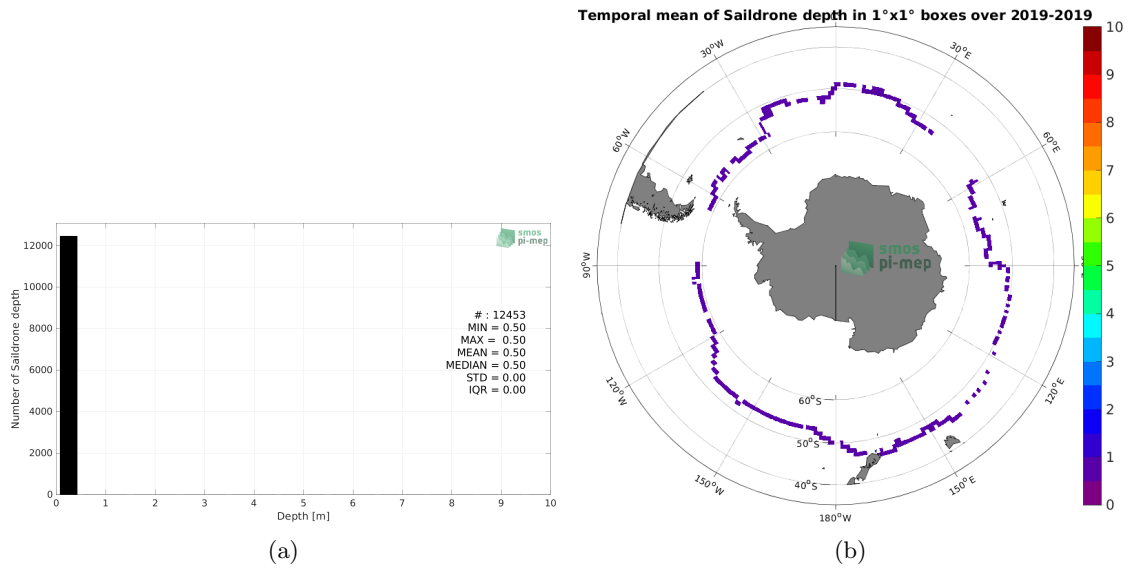 Temporal mean of Saildrone depth in 1°x1° boxes over 2019-2019
Number of Saildrone depth
12000
10000
8000
6000
4000
2000
0
smos
pi-mep
# : 12453
MIN = 0.50
MAX = 0.50
MEAN = 0.50
MEDIAN = 0.50
STD = 0.00
IQR = 0.00
0 1 2 3 4 5 6 7 8 9 10
Depth [m]
(a)
30°W
30°E
60°W
60°E
90°W
120°W
120°E
150°W
150°E
180°W
60°S
50°S
40°S
smos
pi-mep
10
9
8
7
6
5
4
3
2
1
0
(b)